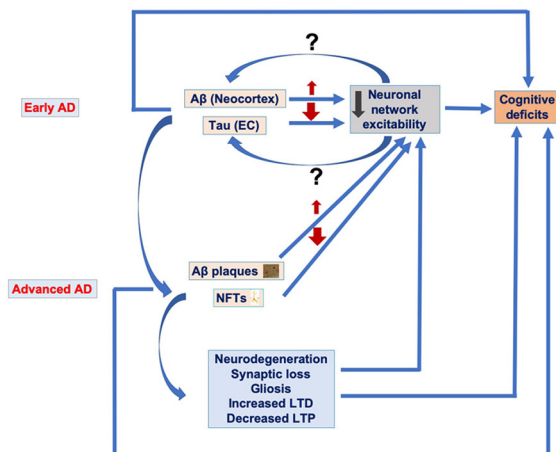 ?
Early AD
Aβ (Neocortex)
Tau (EC)
Neuronal
network
excitability
Cognitive
deficits
?
Advanced AD
Aβ plaques
NFTs
Neurodegeneration
Synaptic loss
Gliosis
Increased LTD
Decreased LTP